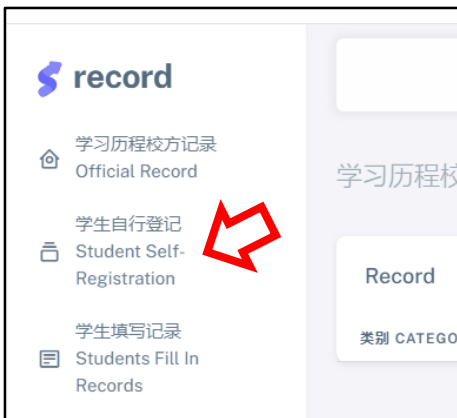 record
学习历程校方记录
Official Record
学生自行登记
Student Self-
Registration
学生填写记录
Students Fill In
Records
学习历程校
Record
类别 CATEGO